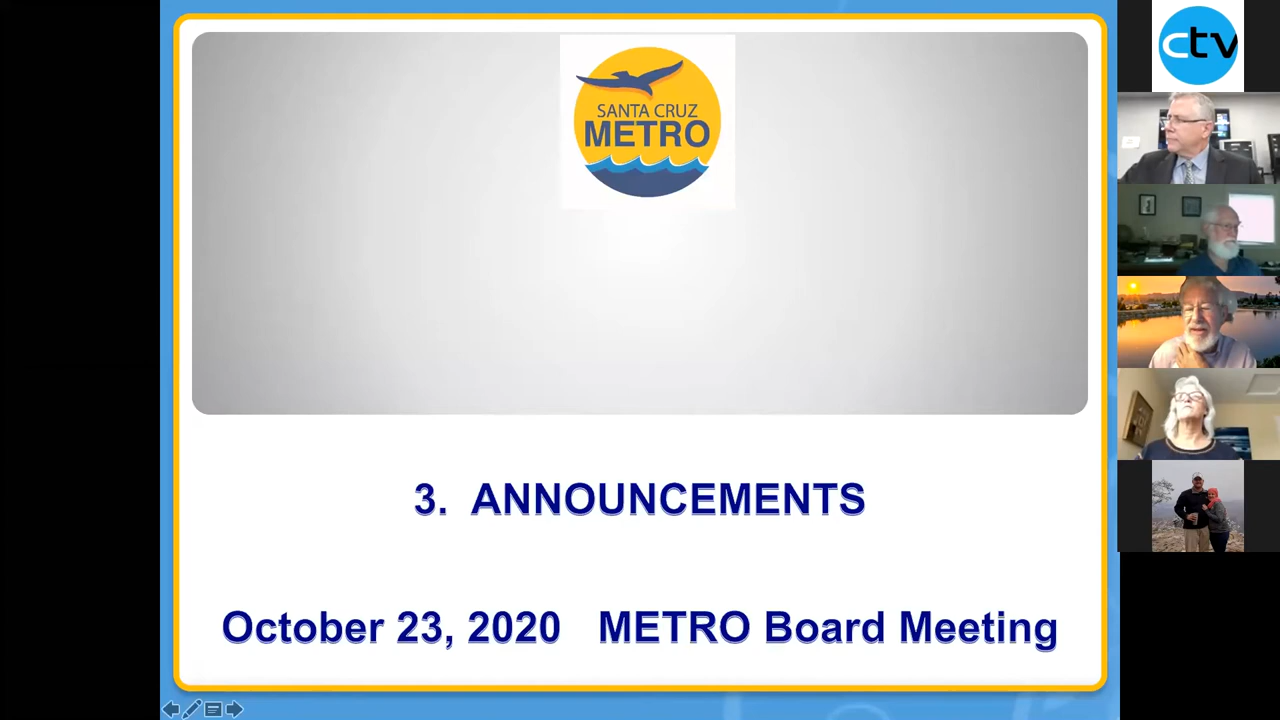 SANTA CRUZ
METRO
3. ANNOUNCEMENTS
October 23, 2020 METRO Board Meeting
ctv